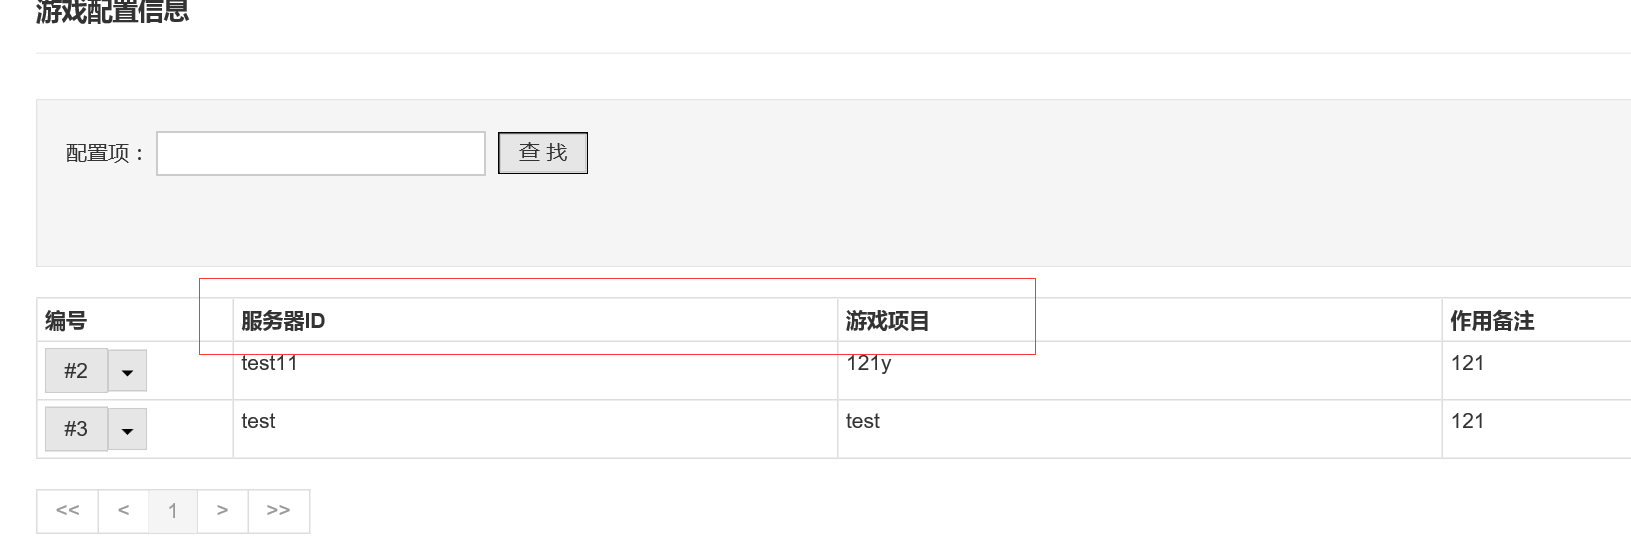 游戏配置信息
配置项： 查 找
编号 服务器ID 游戏项目 作用备注
#2 test11 121y 121
#3 test test 121
<< < 1 > >>